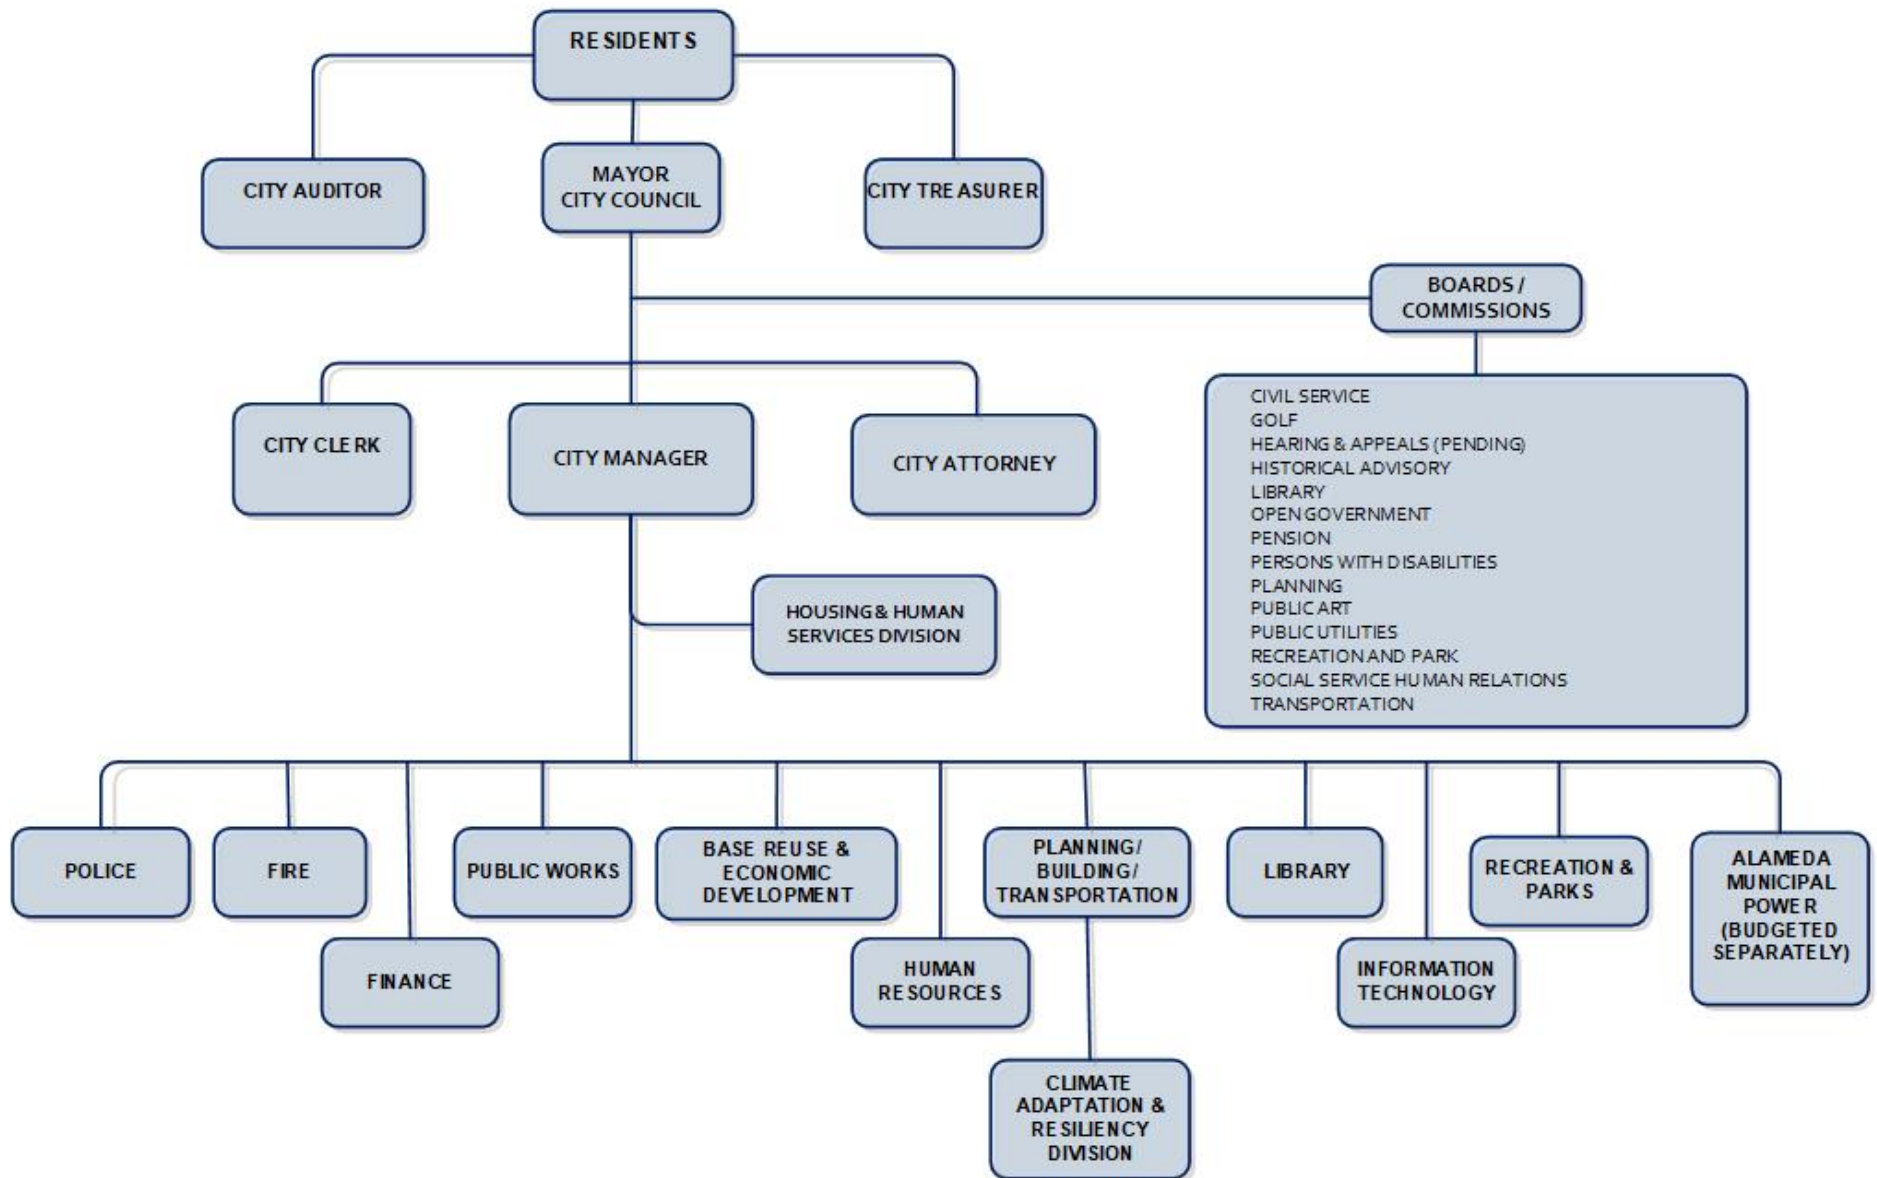 RESIDENTS
CITY AUDITOR
MAYOR
CITY COUNCIL
CITY TREASURER
BOARDS /
COMMISSIONS
CITY CLERK
CITY MANAGER
CITY ATTORNEY
CIVIL SERVICE
GOLF
HEARING & APPEALS (PENDING)
HISTORICAL ADVISORY
LIBRARY
OPEN GOVERNMENT
PENSION
PERSONS WITH DISABILITIES
PLANNING
PUBLIC ART
PUBLIC UTILITIES
RECREATION AND PARK
SOCIAL SERVICE HUMAN RELATIONS
TRANSPORTATION
HOUSING & HUMAN
SERVICES DIVISION
POLICE
FIRE
FINANCE
PUBLIC WORKS
BASE REUSE &
ECONOMIC
DEVELOPMENT
HUMAN
RESOURCES
PLANNING/
BUILDING/
TRANSPORTATION
CLIMATE
ADAPTATION &
RESILIENCY
DIVISION
LIBRARY
INFORMATION
TECHNOLOGY
RECREATION &
PARKS
ALAMEDA
MUNICIPAL
POWER
(BUDGETED
SEPARATELY)